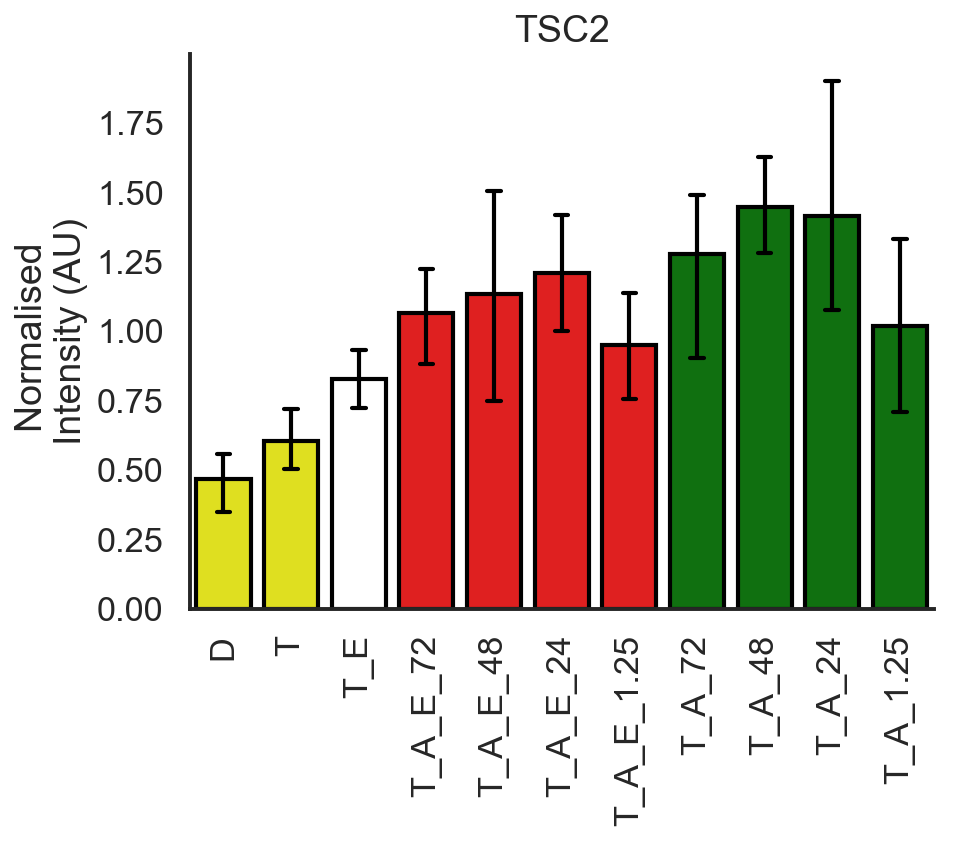 TSC2
Normalised
Intensity (AU)
1.75
1.50
1.25
1.00
0.75
0.50
0.25
0.00
D
T
T_E
T_A_E_72
T_A_E_48
T_A_E_24
T_A_E_1.25
T_A_72
T_A_48
T_A_24
T_A_1.25